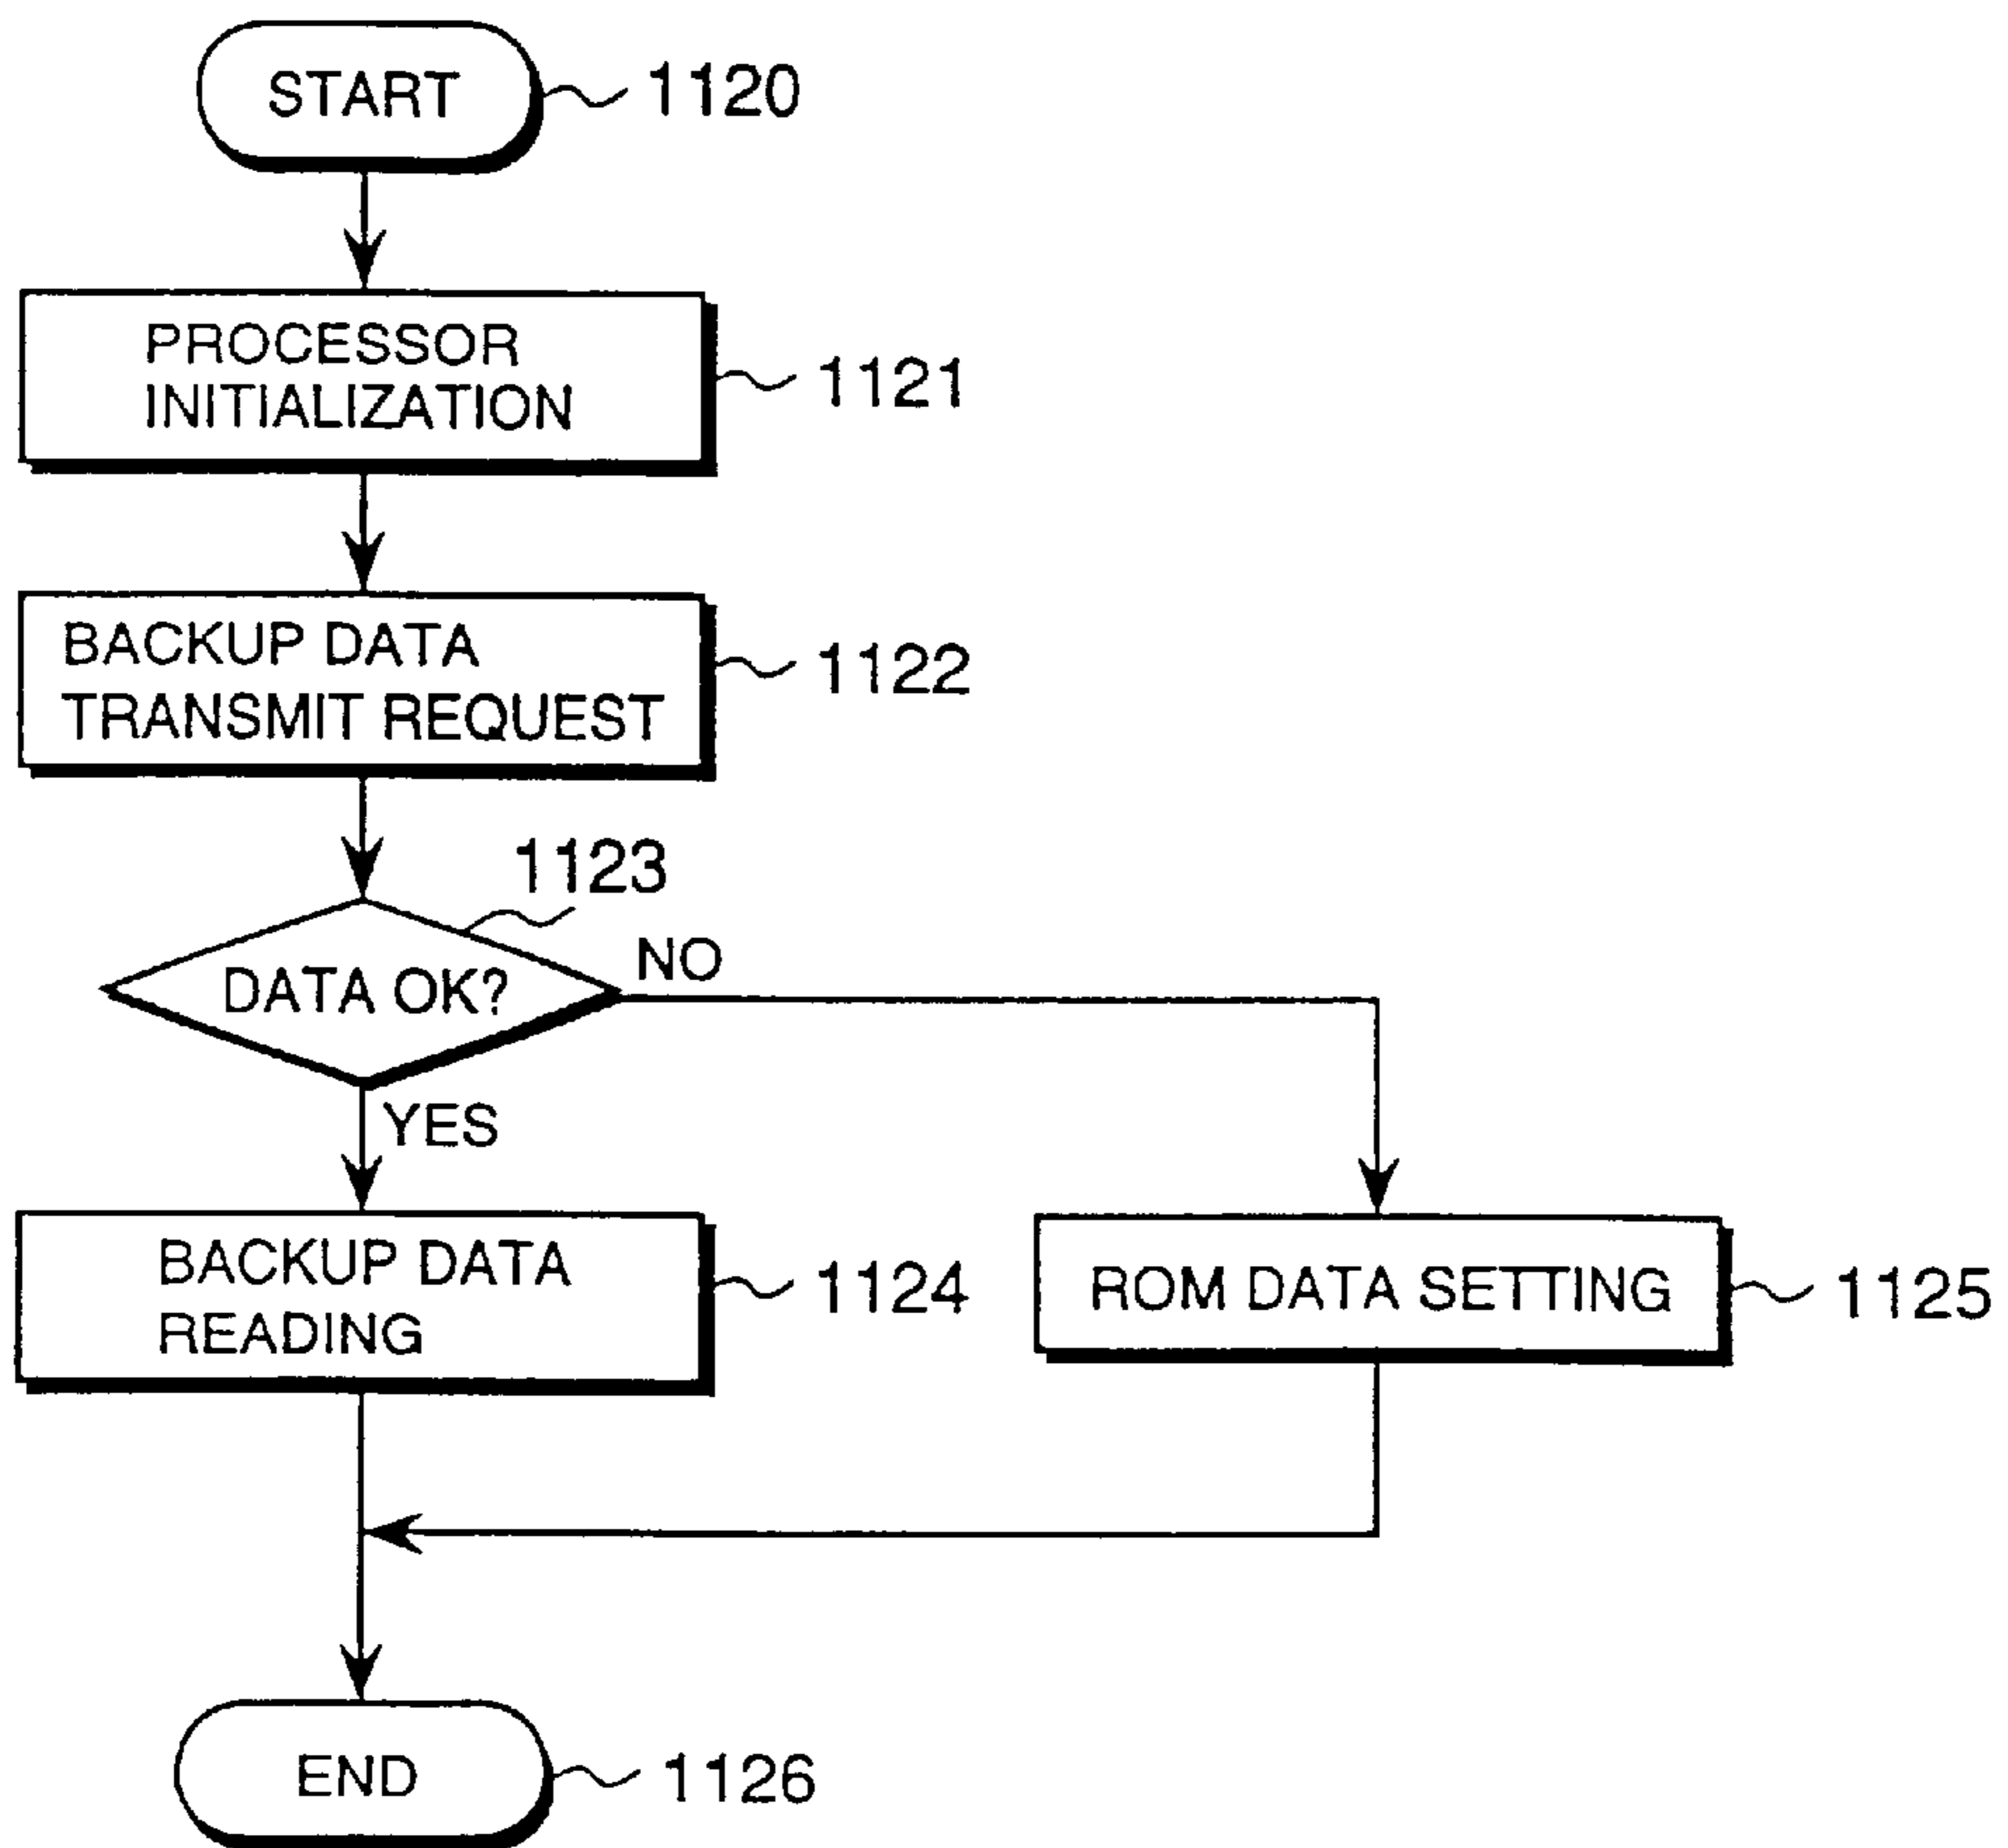 START
1120
PROCESSOR
INITIALIZATION
1121
BACKUP DATA
TRANSMIT REQUEST
1122
1123
DATA OK?
NO
YES
BACKUP DATA
READING
1124
ROM DATA SETTING
1125
END
1126